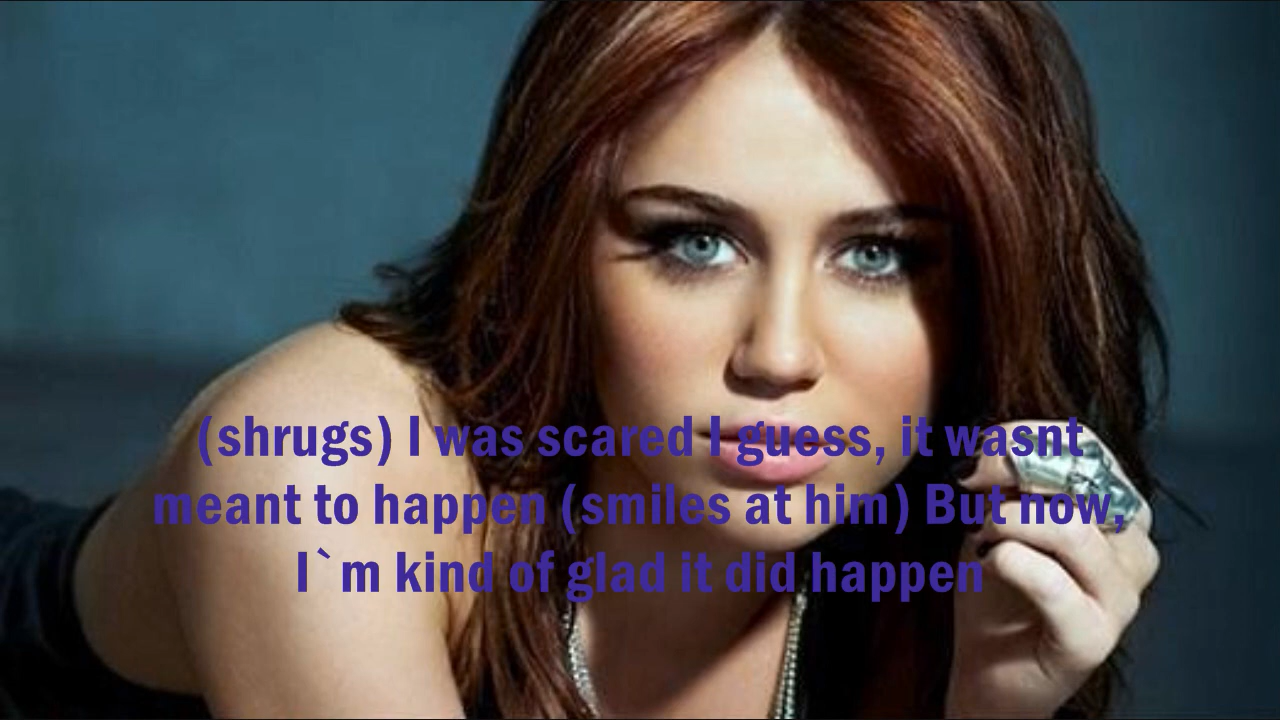 (shrugs) I was scared I guess, it wasnt
meant to happen (smiles at him) But now,
I`m kind of glad it did happen